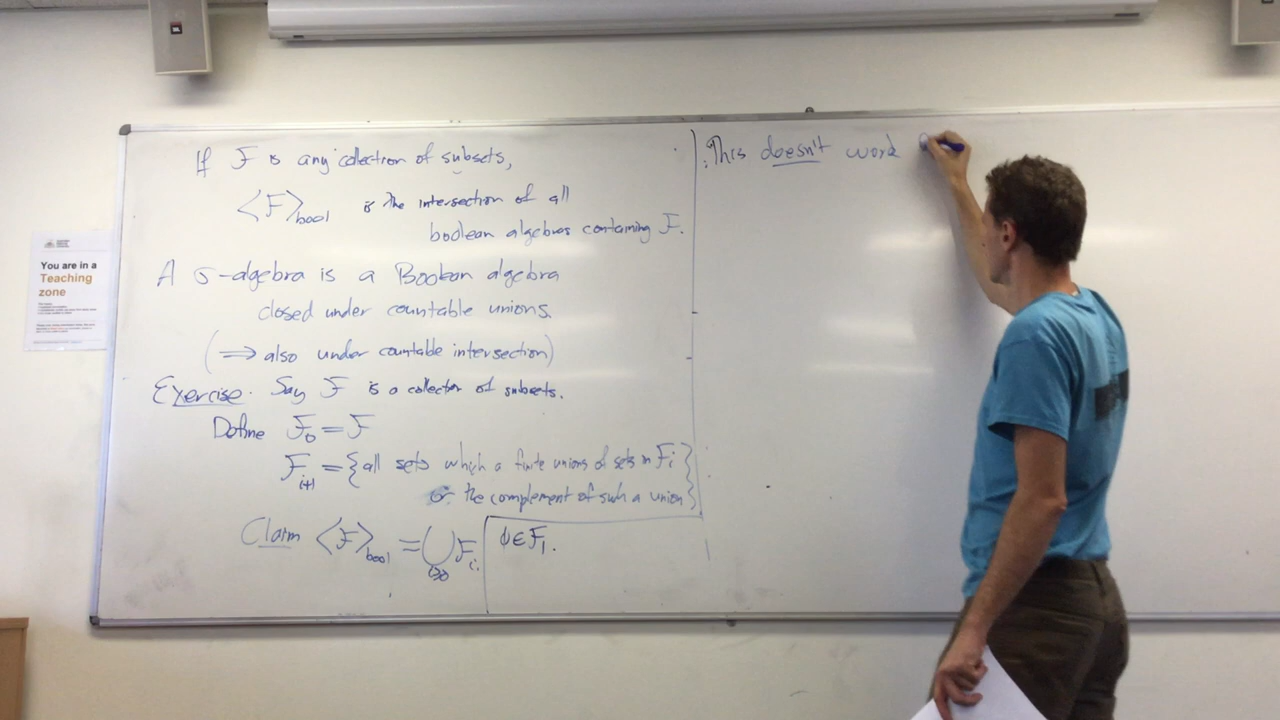 If F is any collection of subsets,
⟨F⟩bool is the intersection of all
boolean algebras containing F.
A σ-algebra is a Boolean algebra
closed under countable unions.
(⟹ also under countable intersection)
Exercise. Say F is a collection of subsets.
Define F₀ = F
Fᵢ₊₁ = {all sets which a finite unions of sets in Fᵢ
or the complement of such a union}
Claim ⟨F⟩bool = ⋃i≥0 Fᵢ.
ϕ ∈ F₁.
This doesn't work
You are in a
Teaching
zone